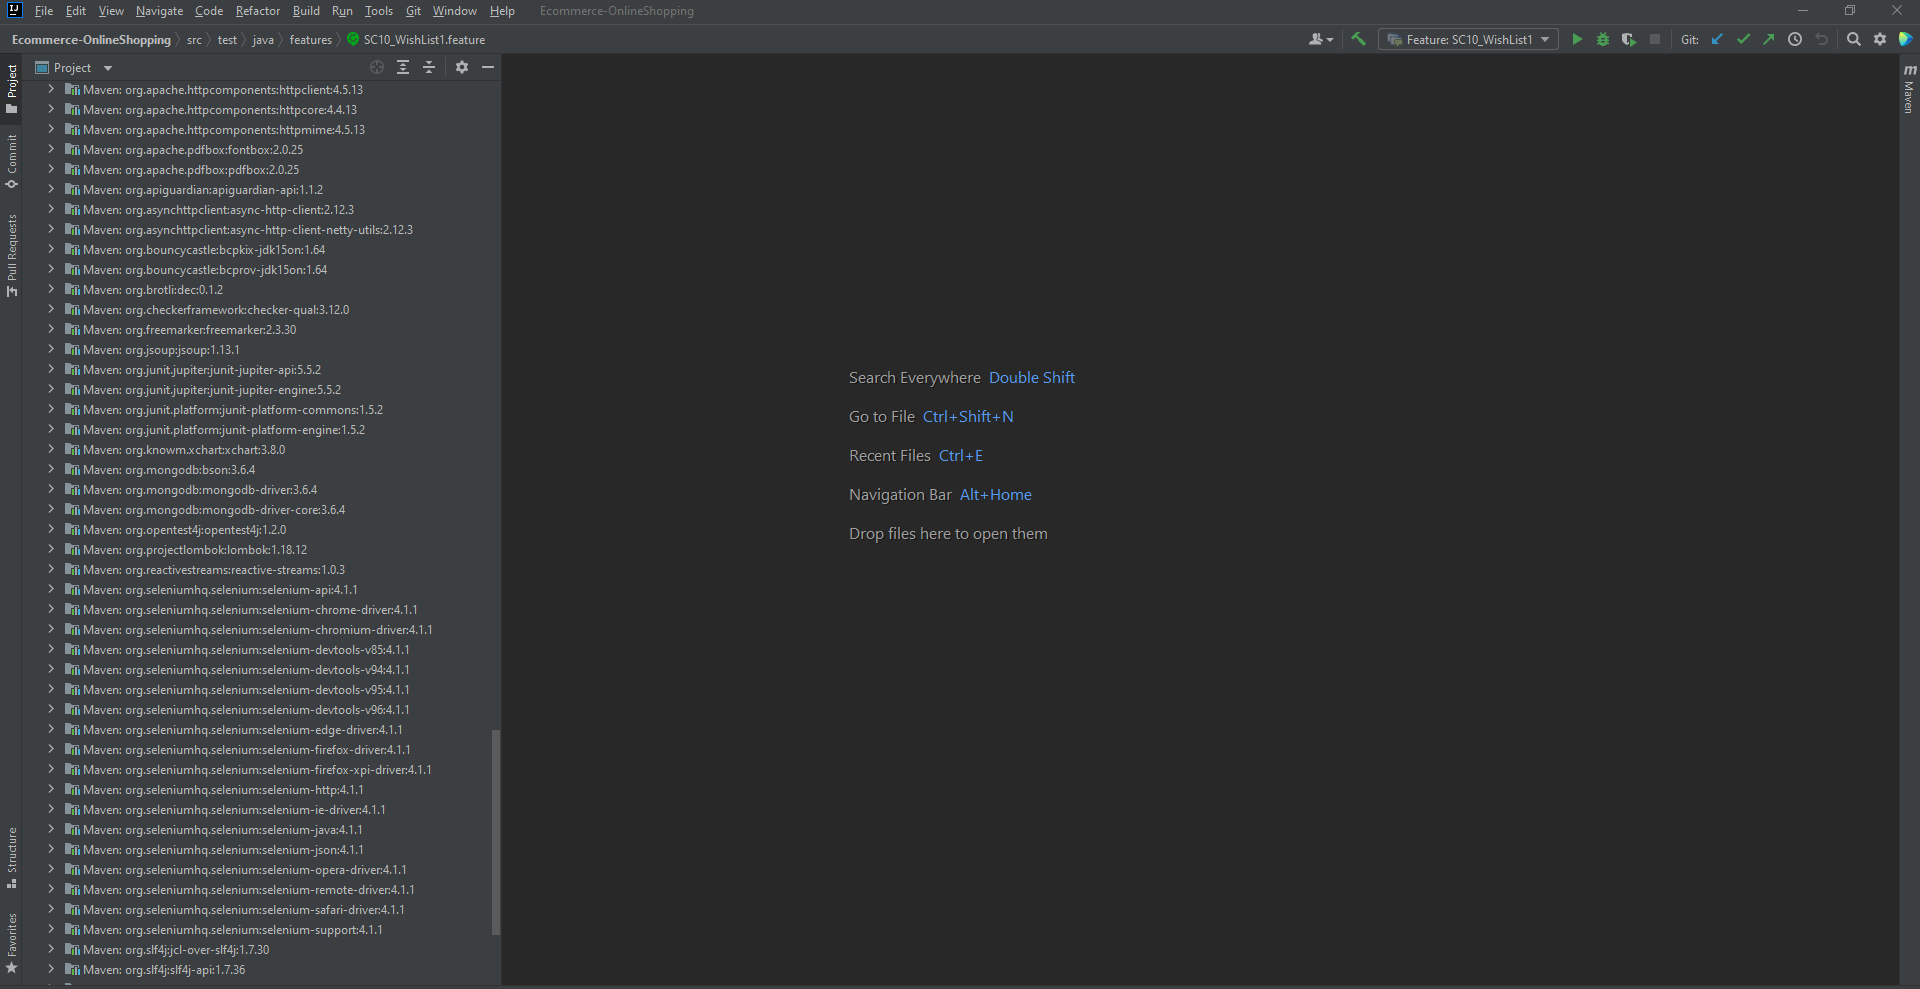 IJ File Edit View Navigate Code Refactor Build Run Tools Git Window Help Ecommerce-OnlineShopping
Ecommerce-OnlineShopping src test java features SC10_WishList1.feature Feature: SC10_WishList1 Git:
Project
Maven: org.apache.httpcomponents:httpclient:4.5.13
Maven: org.apache.httpcomponents:httpcore:4.4.13
Maven: org.apache.httpcomponents:httpmime:4.5.13
Maven: org.apache.pdfbox:fontbox:2.0.25
Maven: org.apache.pdfbox:pdfbox:2.0.25
Maven: org.apiguardian:apiguardian-api:1.1.2
Maven: org.asynchttpclient:async-http-client:2.12.3
Maven: org.asynchttpclient:async-http-client-netty-utils:2.12.3
Maven: org.bouncycastle:bcpkix-jdk15on:1.64
Maven: org.bouncycastle:bcprov-jdk15on:1.64
Maven: org.brotli:dec:0.1.2
Maven: org.checkerframework:checker-qual:3.12.0
Maven: org.freemarker:freemarker:2.3.30
Maven: org.jsoup:jsoup:1.13.1
Maven: org.junit.jupiter:junit-jupiter-api:5.5.2
Maven: org.junit.jupiter:junit-jupiter-engine:5.5.2
Maven: org.junit.platform:junit-platform-commons:1.5.2
Maven: org.junit.platform:junit-platform-engine:1.5.2
Maven: org.knowm.xchart:xchart:3.8.0
Maven: org.mongodb:bson:3.6.4
Maven: org.mongodb:mongodb-driver:3.6.4
Maven: org.mongodb:mongodb-driver-core:3.6.4
Maven: org.opentest4j:opentest4j:1.2.0
Maven: org.projectlombok:lombok:1.18.12
Maven: org.reactivestreams:reactive-streams:1.0.3
Maven: org.seleniumhq.selenium:selenium-api:4.1.1
Maven: org.seleniumhq.selenium:selenium-chrome-driver:4.1.1
Maven: org.seleniumhq.selenium:selenium-chromium-driver:4.1.1
Maven: org.seleniumhq.selenium:selenium-devtools-v85:4.1.1
Maven: org.seleniumhq.selenium:selenium-devtools-v94:4.1.1
Maven: org.seleniumhq.selenium:selenium-devtools-v95:4.1.1
Maven: org.seleniumhq.selenium:selenium-devtools-v96:4.1.1
Maven: org.seleniumhq.selenium:selenium-edge-driver:4.1.1
Maven: org.seleniumhq.selenium:selenium-firefox-driver:4.1.1
Maven: org.seleniumhq.selenium:selenium-firefox-xpi-driver:4.1.1
Maven: org.seleniumhq.selenium:selenium-http:4.1.1
Maven: org.seleniumhq.selenium:selenium-ie-driver:4.1.1
Maven: org.seleniumhq.selenium:selenium-java:4.1.1
Maven: org.seleniumhq.selenium:selenium-json:4.1.1
Maven: org.seleniumhq.selenium:selenium-opera-driver:4.1.1
Maven: org.seleniumhq.selenium:selenium-remote-driver:4.1.1
Maven: org.seleniumhq.selenium:selenium-safari-driver:4.1.1
Maven: org.seleniumhq.selenium:selenium-support:4.1.1
Maven: org.slf4j:jcl-over-slf4j:1.7.30
Maven: org.slf4j:slf4j-api:1.7.36
Search Everywhere Double Shift
Go to File Ctrl+Shift+N
Recent Files Ctrl+E
Navigation Bar Alt+Home
Drop files here to open them
Project
Commit
Pull Requests
Structure
Favorites
m Maven